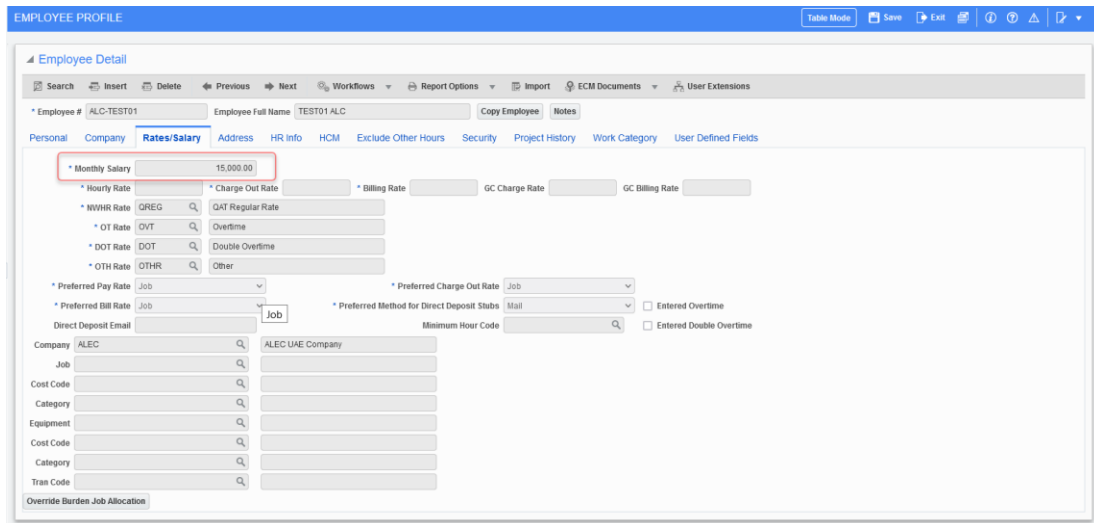 EMPLOYEE PROFILE Table Mode Save Exit
Employee Detail
Search Insert Delete Previous Next Workflows Report Options Import ECM Documents User Extensions
* Employee # ALC-TEST01 Employee Full Name TEST01 ALC Copy Employee Notes
Personal Company Rates/Salary Address HR Info HCM Exclude Other Hours Security Project History Work Category User Defined Fields
* Monthly Salary 15,000.00
* Hourly Rate * Charge Out Rate * Billing Rate GC Charge Rate GC Billing Rate
* NWHR Rate QREG QAT Regular Rate
* OT Rate OVT Overtime
* DOT Rate DOT Double Overtime
* OTH Rate OTHR Other
* Preferred Pay Rate Job * Preferred Charge Out Rate Job
* Preferred Bill Rate Job * Preferred Method for Direct Deposit Stubs Mail Entered Overtime
Job
Direct Deposit Email Minimum Hour Code Entered Double Overtime
Company ALEC ALEC UAE Company
Job
Cost Code
Category
Equipment
Cost Code
Category
Tran Code
Override Burden Job Allocation